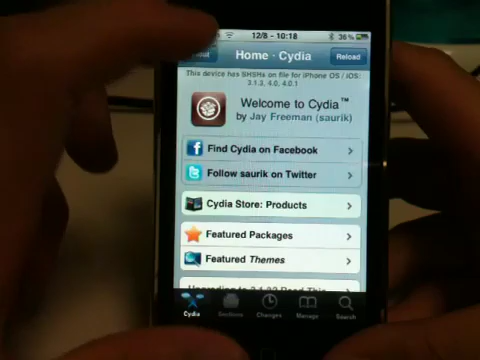 12/8 - 10:18
36%
Home · Cydia
Reload
This device has SHSHs on file for iPhone OS / iOS:
3.1.3, 4.0, 4.0.1
Welcome to Cydia™
by Jay Freeman (saurik)
Find Cydia on Facebook
Follow saurik on Twitter
Cydia Store: Products
Featured Packages
Featured Themes
Cydia
Sections
Changes
Manage
Search